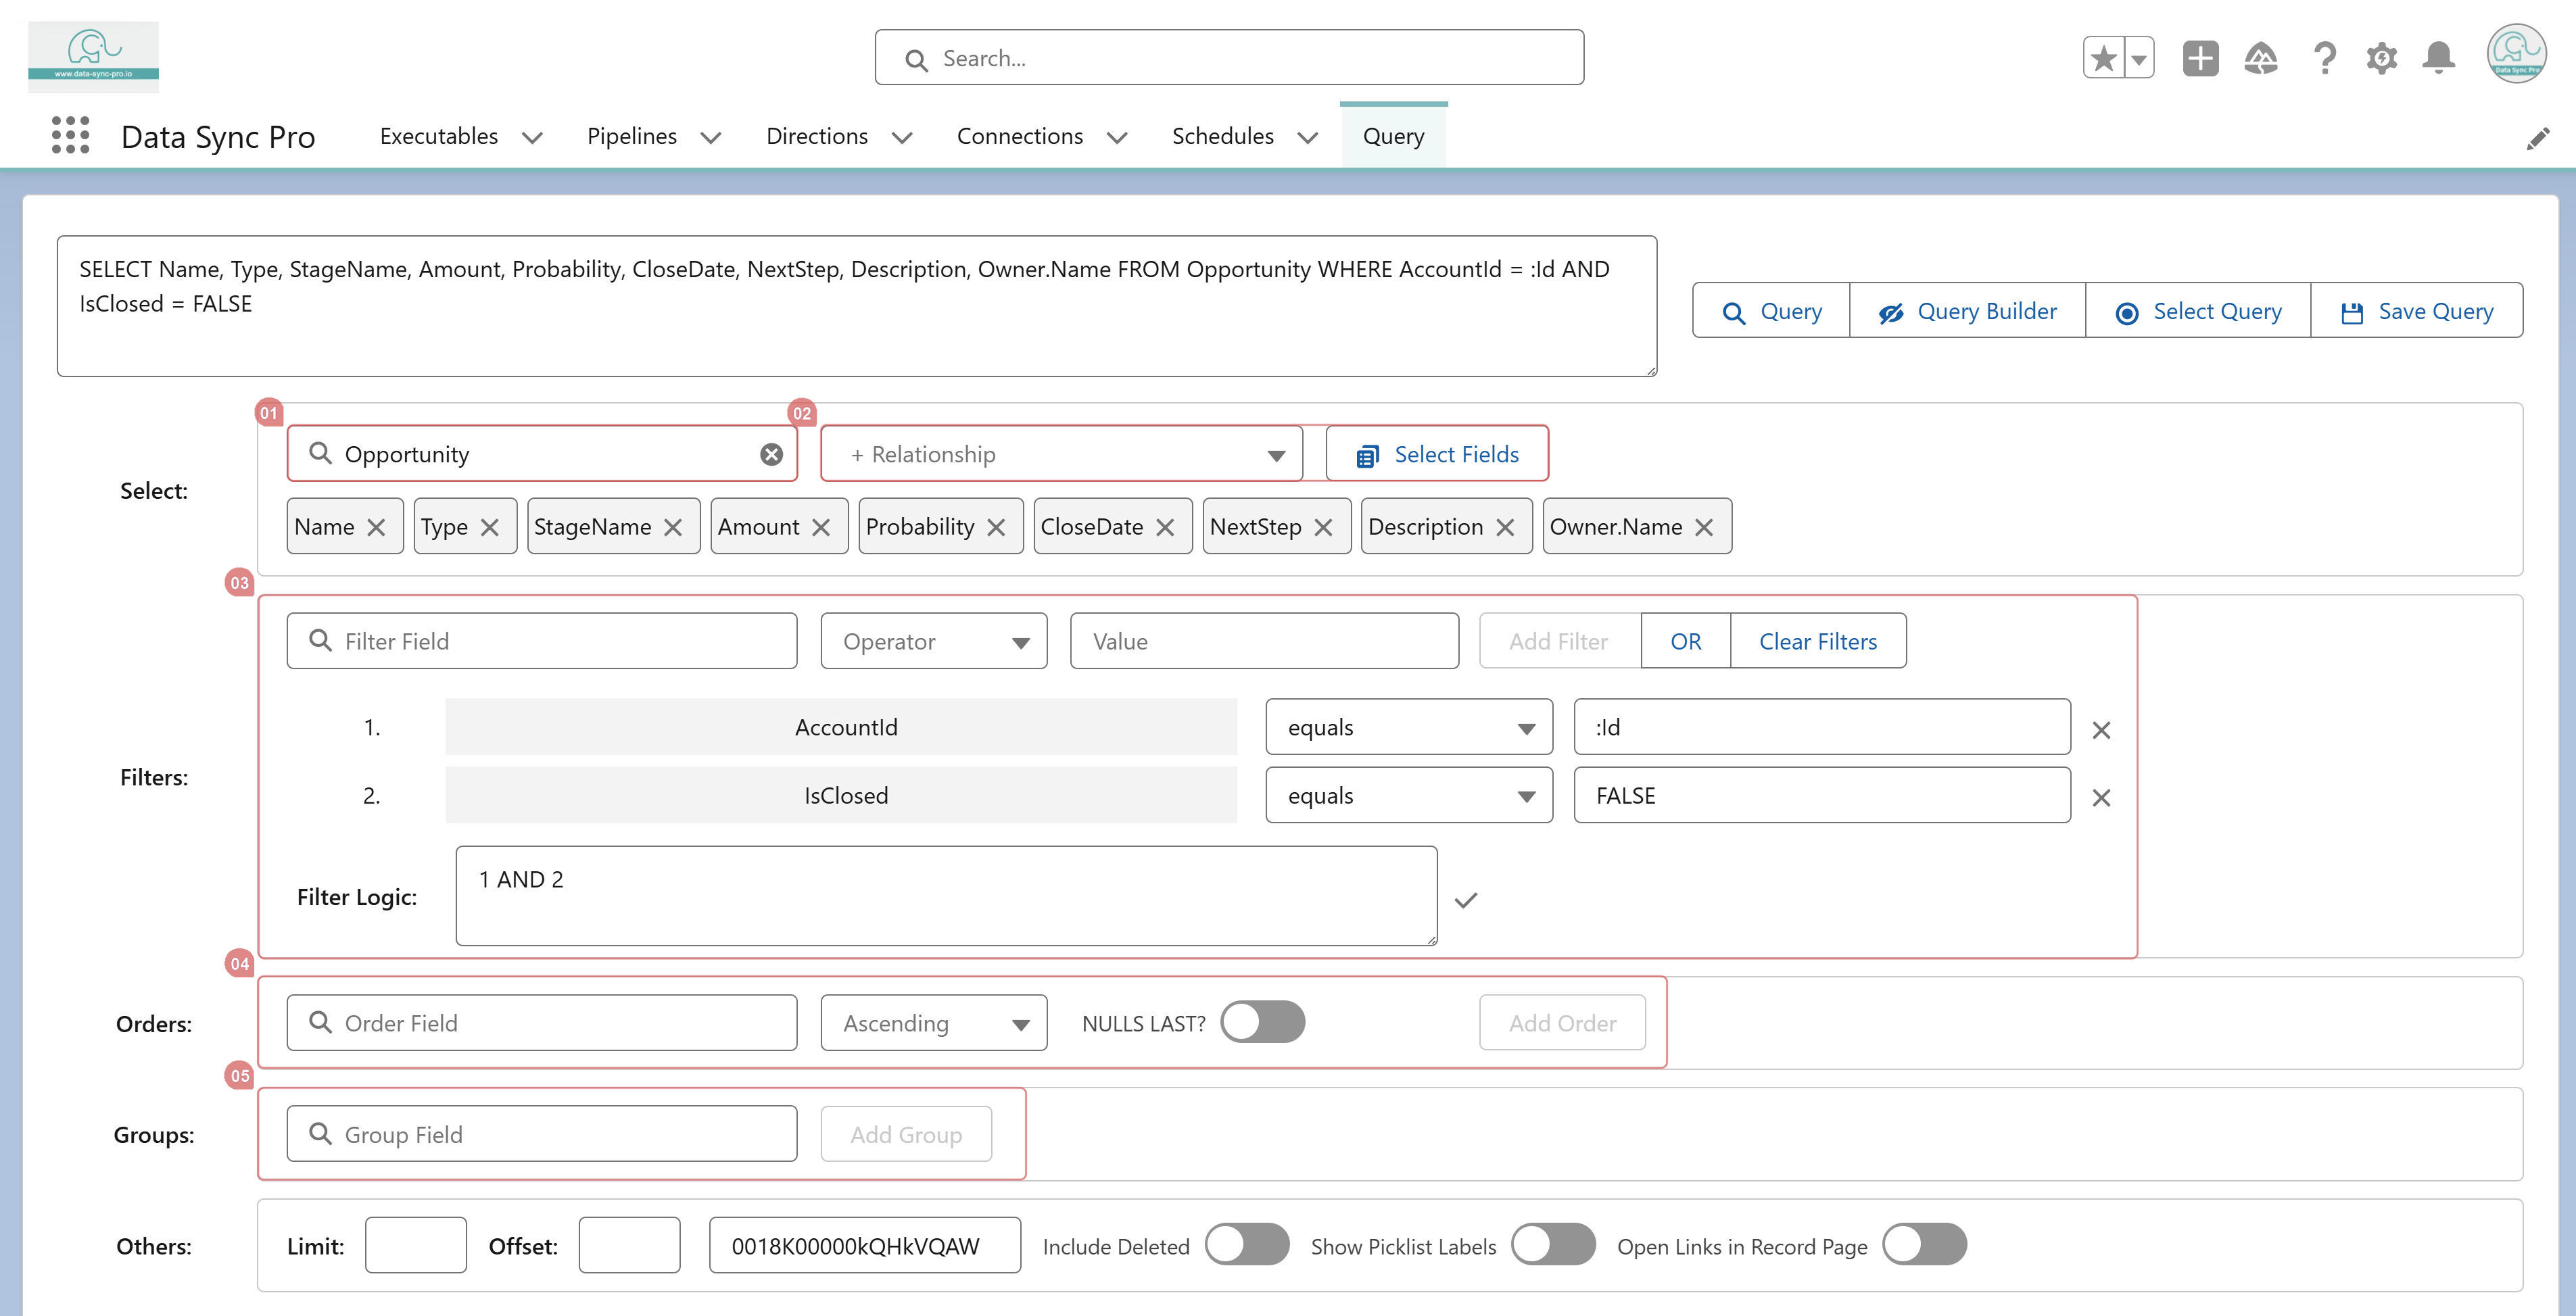 www.data-sync-pro.io
Search...
Data Sync Pro
Data Sync Pro
Executables
Pipelines
Directions
Connections
Schedules
Query
SELECT Name, Type, StageName, Amount, Probability, CloseDate, NextStep, Description, Owner.Name FROM Opportunity WHERE AccountId = :Id AND
IsClosed = FALSE
Query
Query Builder
Select Query
Save Query
01
02
Select:
Opportunity
+ Relationship
Select Fields
Name
Type
StageName
Amount
Probability
CloseDate
NextStep
Description
Owner.Name
03
Filters:
Filter Field
Operator
Value
Add Filter
OR
Clear Filters
1.
AccountId
equals
:Id
2.
IsClosed
equals
FALSE
Filter Logic:
1 AND 2
04
Orders:
Order Field
Ascending
NULLS LAST?
Add Order
05
Groups:
Group Field
Add Group
Others:
Limit:
Offset:
0018K00000kQHkVQAW
Include Deleted
Show Picklist Labels
Open Links in Record Page